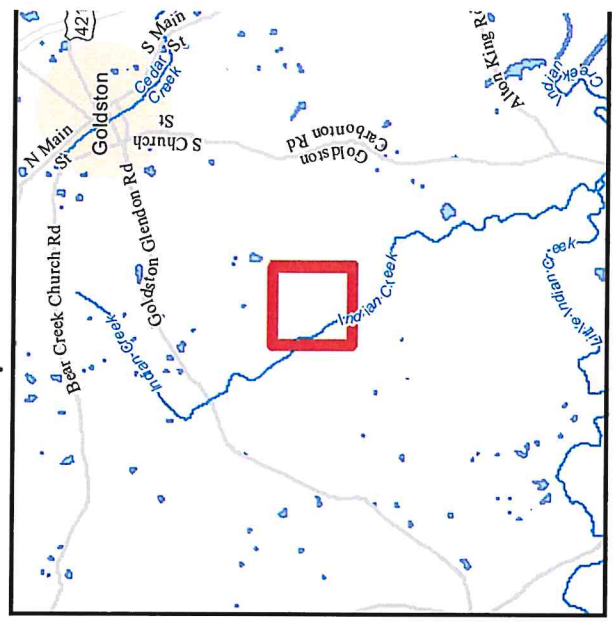 421
S Main
St
Cedar
Creek
N Main
St
Goldston
S Church
St
Goldston
Carbonton Rd
Alton King Rd
Indian
Creek
Bear Creek Church Rd
Goldston Glendon Rd
Indian Creek
Indian Creek
Little Indian Creek